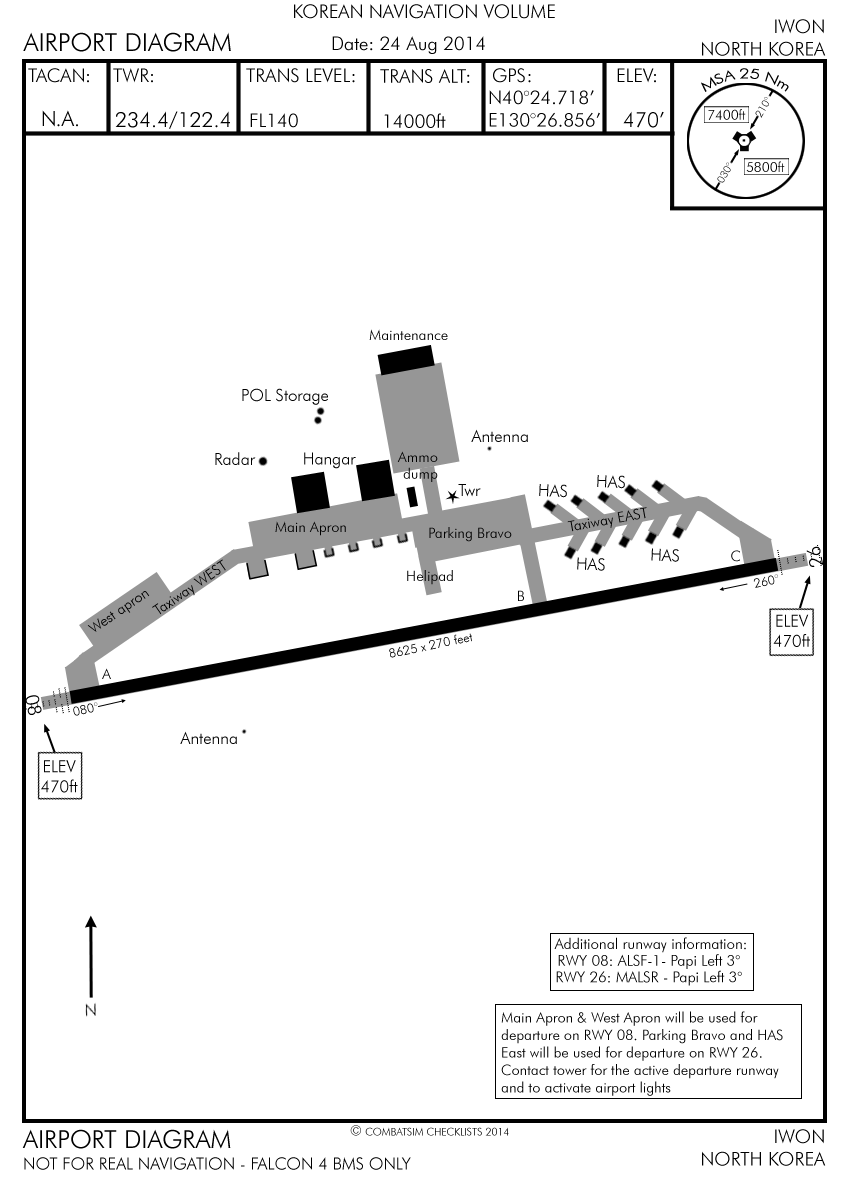 KOREAN NAVIGATION VOLUME
AIRPORT DIAGRAM
Date: 24 Aug 2014
IWON
NORTH KOREA
TACAN:
N.A.
TWR:
234.4/122.4
TRANS LEVEL:
FL140
TRANS ALT:
14000ft
GPS:
N40°24.718’
E130°26.856’
ELEV:
470’
MSA 25 Nm
7400ft
210°
030°
5800ft
Maintenance
POL Storage
Antenna
Radar
Hangar
Ammo
dump
Twr
HAS
HAS
Main Apron
Parking Bravo
Taxiway EAST
HAS
HAS
C
26
260°
Taxiway WEST
Helipad
West apron
B
8625 x 270 feet
ELEV
470ft
A
08
080°
Antenna
ELEV
470ft
N
Additional runway information:
RWY 08: ALSF-1- Papi Left 3°
RWY 26: MALSR - Papi Left 3°
Main Apron & West Apron will be used for
departure on RWY 08. Parking Bravo and HAS
East will be used for departure on RWY 26.
Contact tower for the active departure runway
and to activate airport lights
AIRPORT DIAGRAM
© COMBATSIM CHECKLISTS 2014
IWON
NOT FOR REAL NAVIGATION - FALCON 4 BMS ONLY
NORTH KOREA